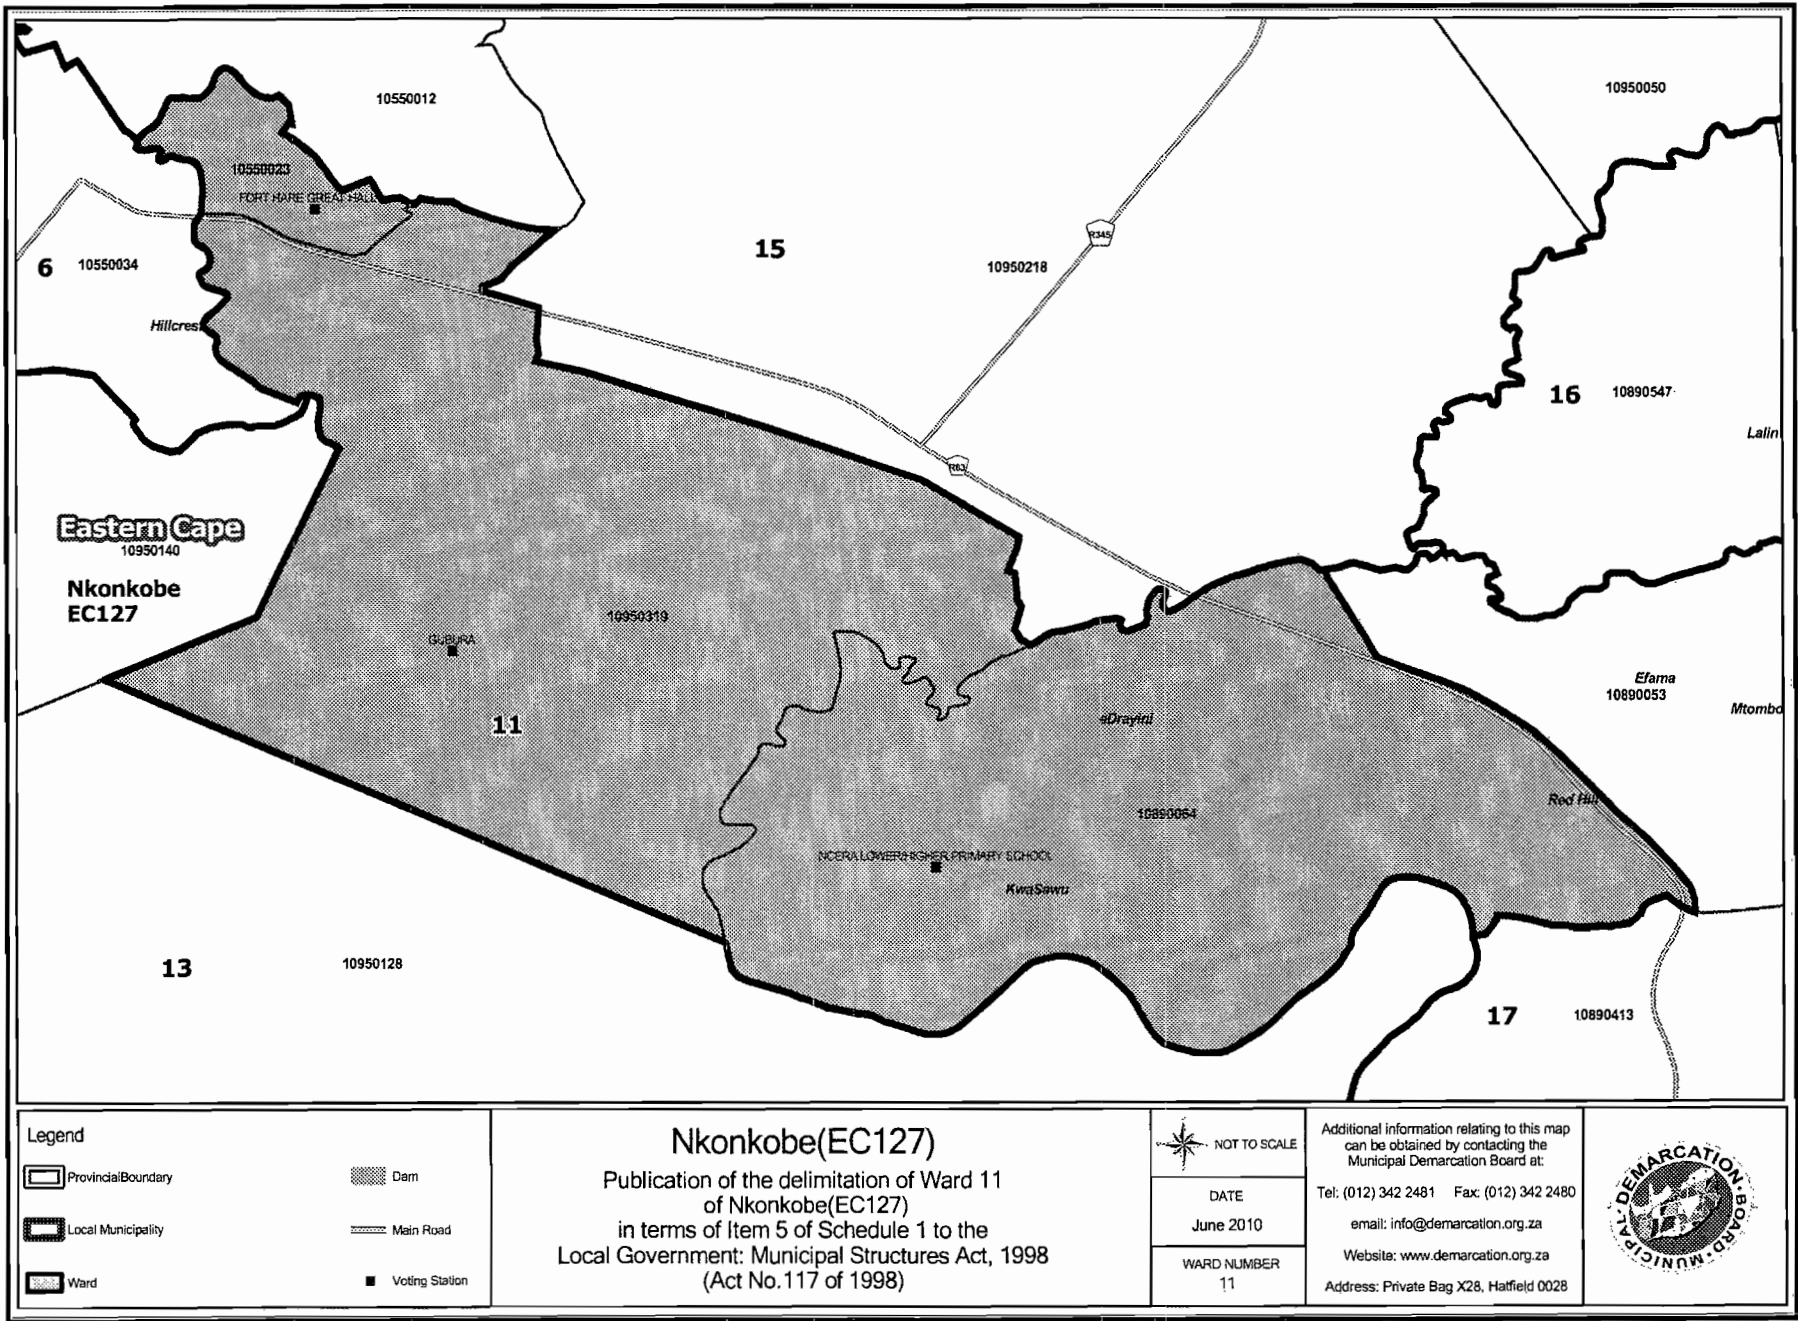 10550012
10950050
10550023
FORT HARE GREAT HALL
6
10550034
15
10950218
R345
Hillcres
16
10890547
Lalin
R63
Eastern Cape
10950140
Nkonkobe
EC127
10950319
GUBURA
11
eDrayini
Efama
10890053
Mtombo
Red Hill
10890064
NCERA LOWER/HIGHER PRIMARY SCHOOL
KwaSawu
13
10950128
17
10890413
Legend
ProvincialBoundary
Dam
Local Municipality
Main Road
Ward
Voting Station
Nkonkobe(EC127)
Publication of the delimitation of Ward 11
of Nkonkobe(EC127)
in terms of Item 5 of Schedule 1 to the
Local Government: Municipal Structures Act, 1998
(Act No.117 of 1998)
NOT TO SCALE
DATE
June 2010
WARD NUMBER
11
Additional information relating to this map
can be obtained by contacting the
Municipal Demarcation Board at:
Tel: (012) 342 2481 Fax: (012) 342 2480
email: info@demarcation.org.za
Website: www.demarcation.org.za
Address: Private Bag X28, Hatfield 0028
MUNICIPAL DEMARCATION BOARD